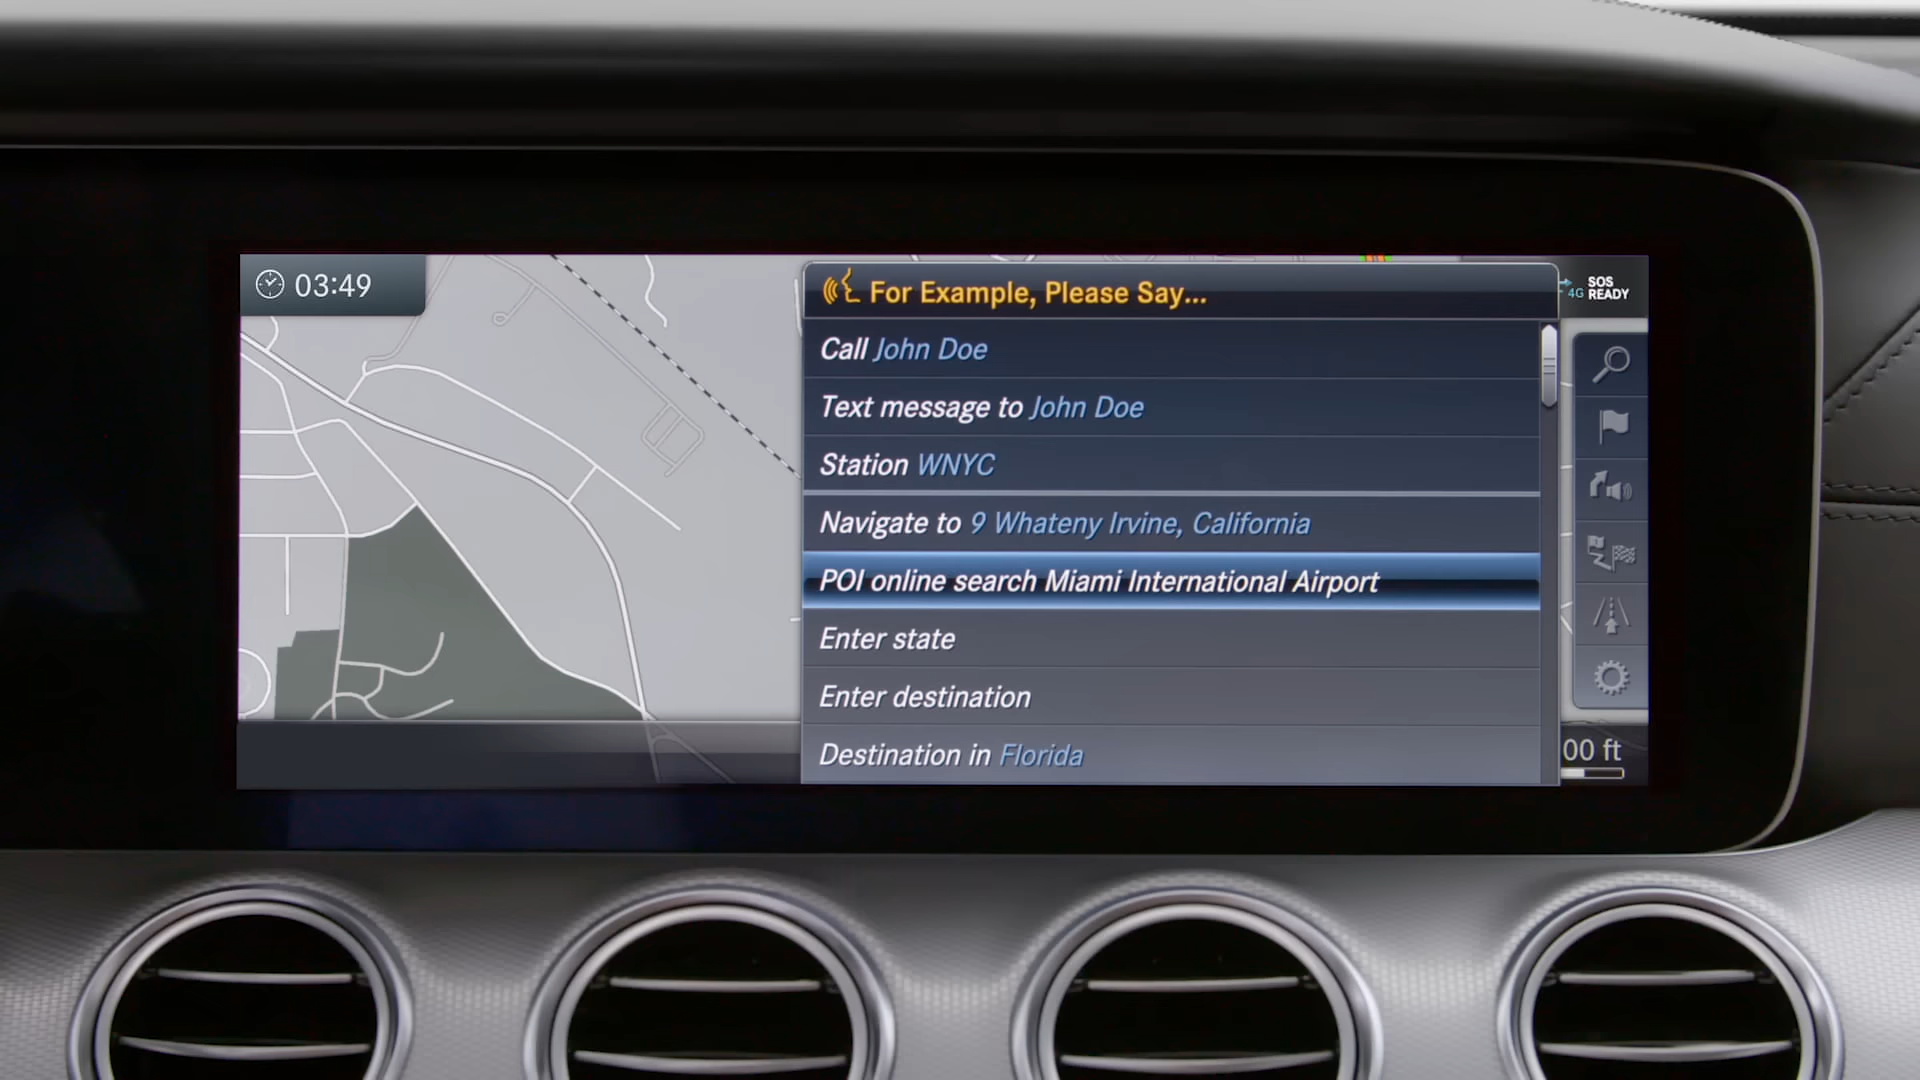 03:49
For Example, Please Say...
4G SOS READY
Call John Doe
Text message to John Doe
Station WNYC
Navigate to 9 Whateny Irvine, California
POI online search Miami International Airport
Enter state
Enter destination
Destination in Florida
00 ft